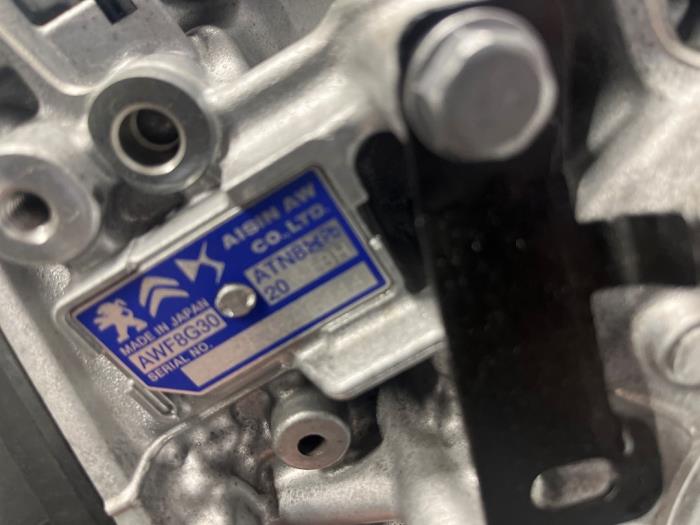 AISIN AW
CO.,LTD.
MADE IN JAPAN
AWF8G30
ATN8
20
SERIAL NO.